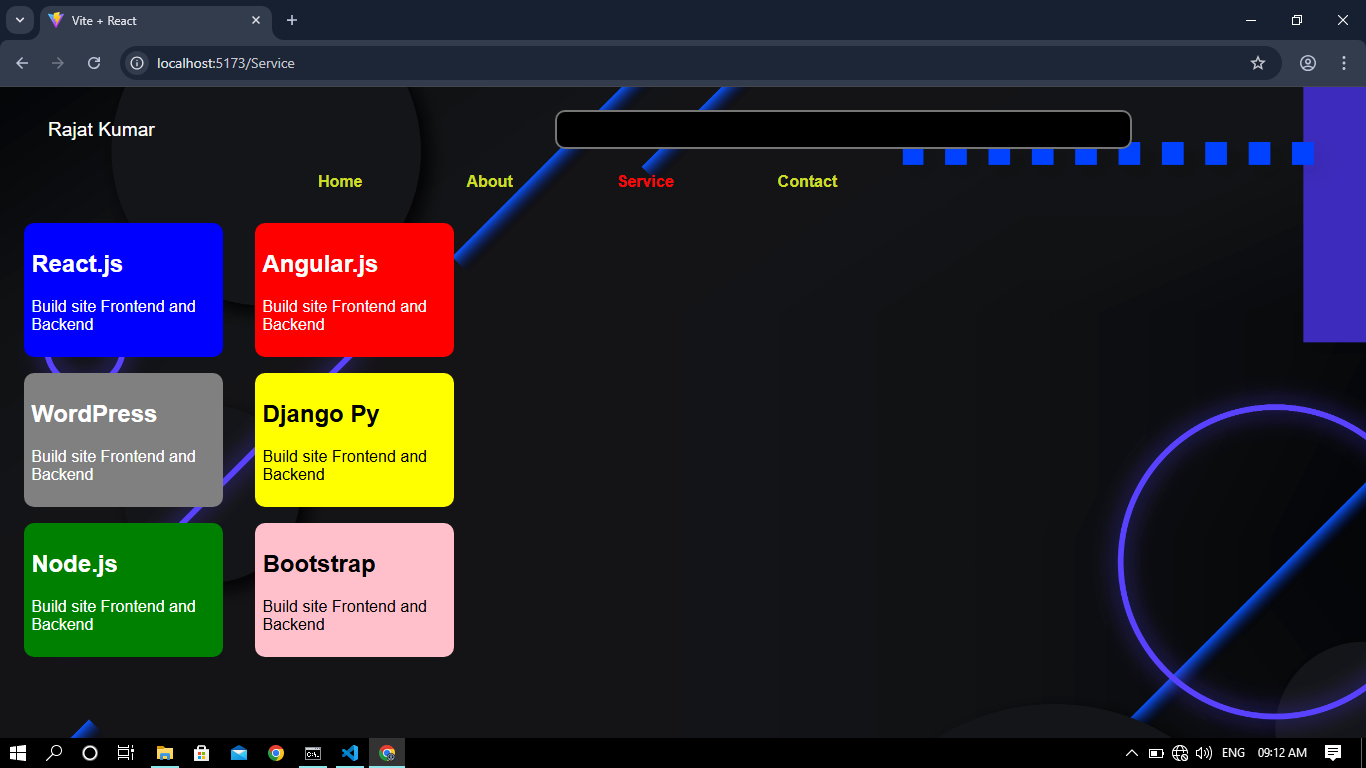 Vite + React
localhost:5173/Service
Rajat Kumar
Home About Service Contact
React.js
Build site Frontend and
Backend
Angular.js
Build site Frontend and
Backend
WordPress
Build site Frontend and
Backend
Django Py
Build site Frontend and
Backend
Node.js
Build site Frontend and
Backend
Bootstrap
Build site Frontend and
Backend
ENG 09:12 AM